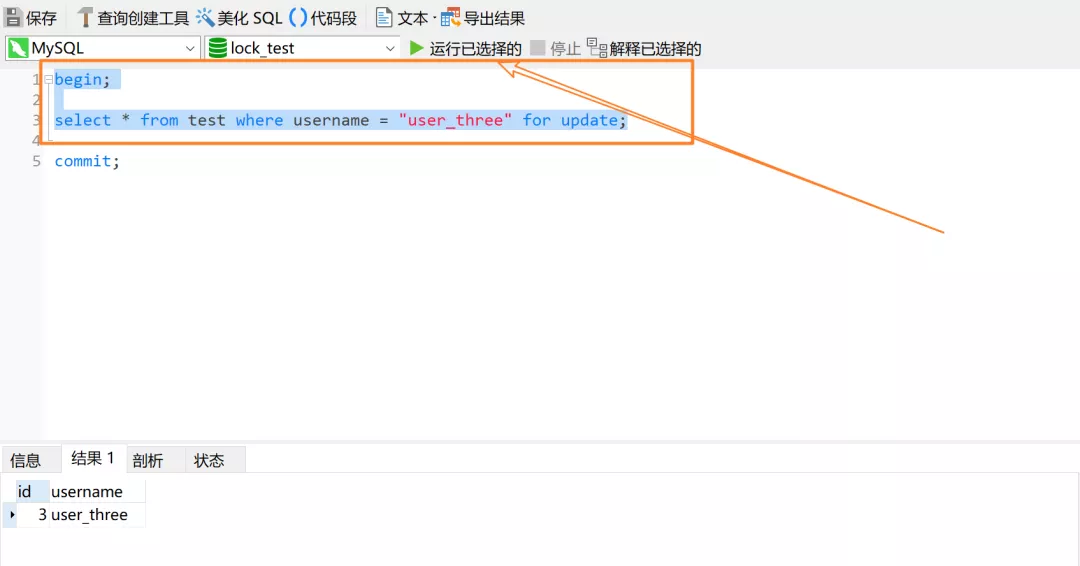 保存 查询创建工具 美化 SQL 代码段 文本 · 导出结果
MySQL lock_test 运行已选择的 停止 解释已选择的
1 begin;
2
3 select * from test where username = "user_three" for update;
4
5 commit;
信息 结果 1 剖析 状态
id username
3 user_three